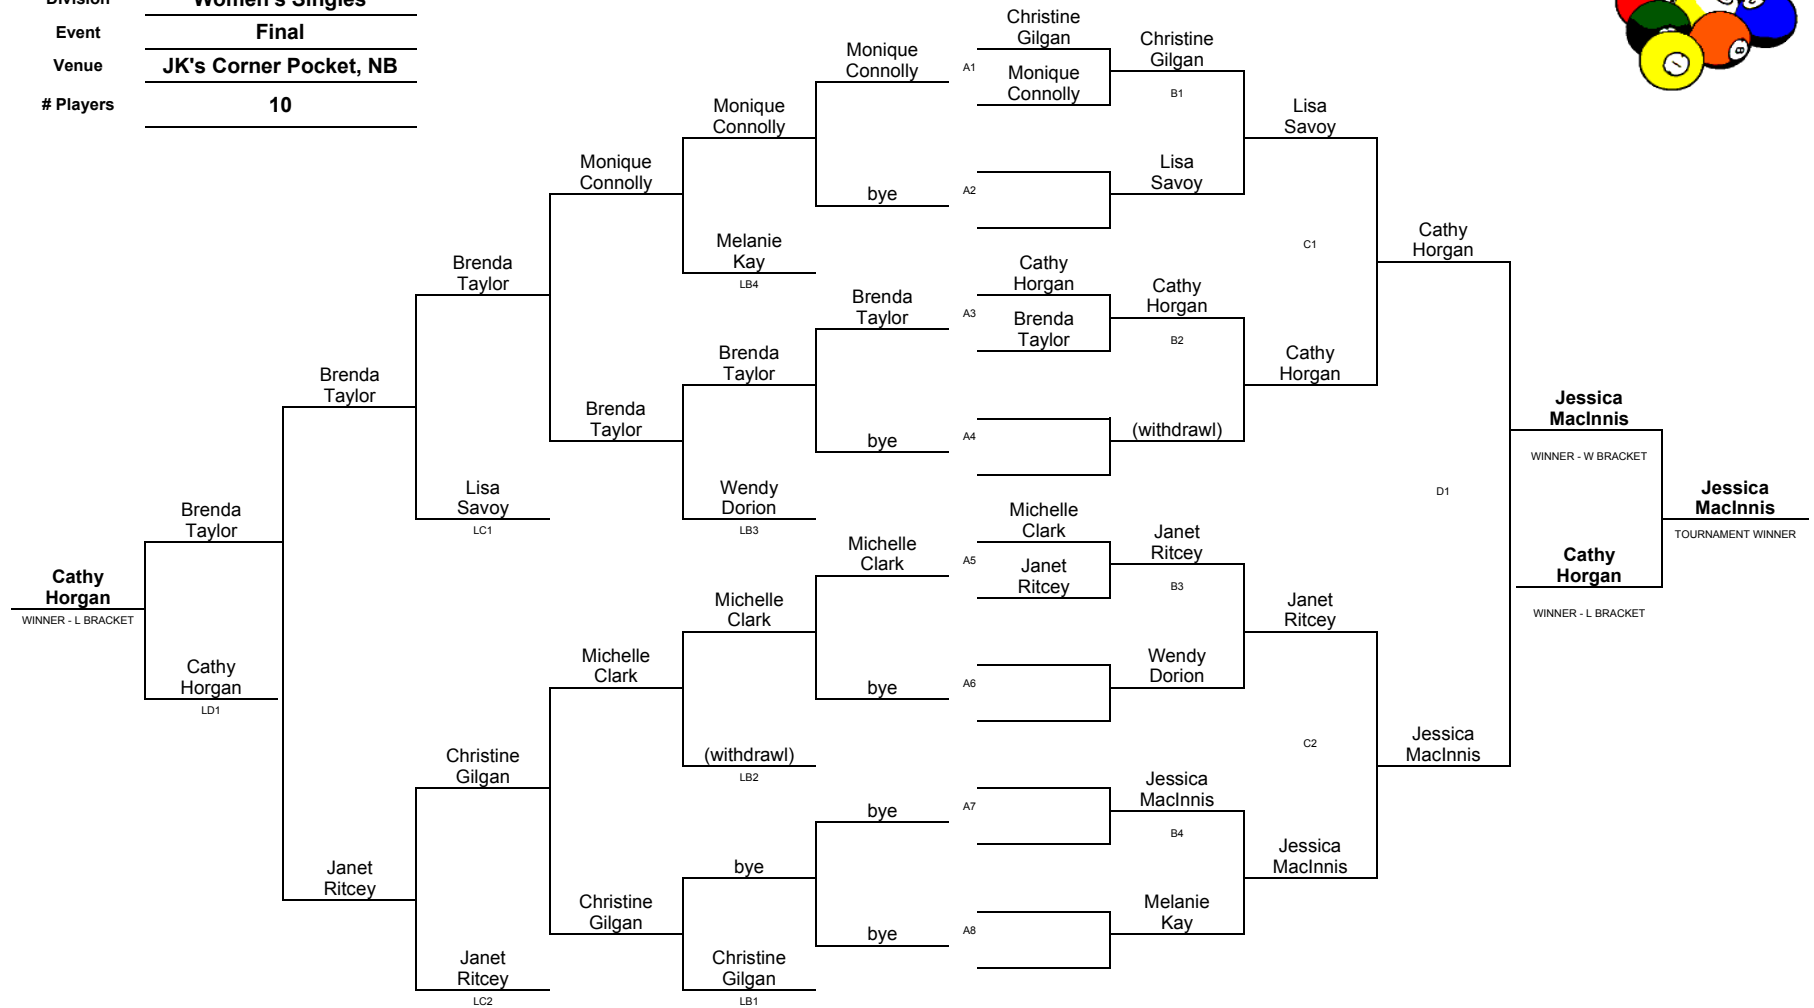 Division Women's Singles
Event Final
Venue JK's Corner Pocket, NB
# Players 10
Cathy
Horgan
WINNER - L BRACKET
Brenda
Taylor
Cathy
Horgan
LD1
Brenda
Taylor
Janet
Ritcey
Brenda
Taylor
Lisa
Savoy
LC1
Christine
Gilgan
Janet
Ritcey
LC2
Monique
Connolly
Brenda
Taylor
Michelle
Clark
Christine
Gilgan
Monique
Connolly
Melanie
Kay
LB4
Brenda
Taylor
Wendy
Dorion
LB3
Michelle
Clark
(withdrawl)
LB2
bye
Christine
Gilgan
LB1
Monique
Connolly
bye
Brenda
Taylor
bye
Michelle
Clark
bye
bye
bye
A1
A2
A3
A4
A5
A6
A7
A8
Christine
Gilgan
Monique
Connolly
Cathy
Horgan
Brenda
Taylor
Michelle
Clark
Janet
Ritcey
Christine
Gilgan
B1
Lisa
Savoy
Cathy
Horgan
B2
(withdrawl)
Janet
Ritcey
B3
Wendy
Dorion
Jessica
MacInnis
B4
Melanie
Kay
Lisa
Savoy
C1
Cathy
Horgan
Janet
Ritcey
C2
Jessica
MacInnis
Cathy
Horgan
D1
Jessica
MacInnis
Jessica
MacInnis
WINNER - W BRACKET
Cathy
Horgan
WINNER - L BRACKET
Jessica
MacInnis
TOURNAMENT WINNER
1
8